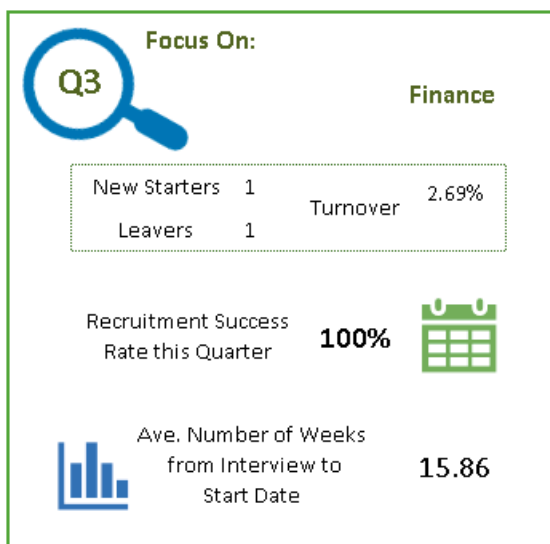 Focus On:
Q3
Finance
New Starters 1
Turnover 2.69%
Leavers 1
Recruitment Success
Rate this Quarter
100%
Ave. Number of Weeks
from Interview to
Start Date
15.86